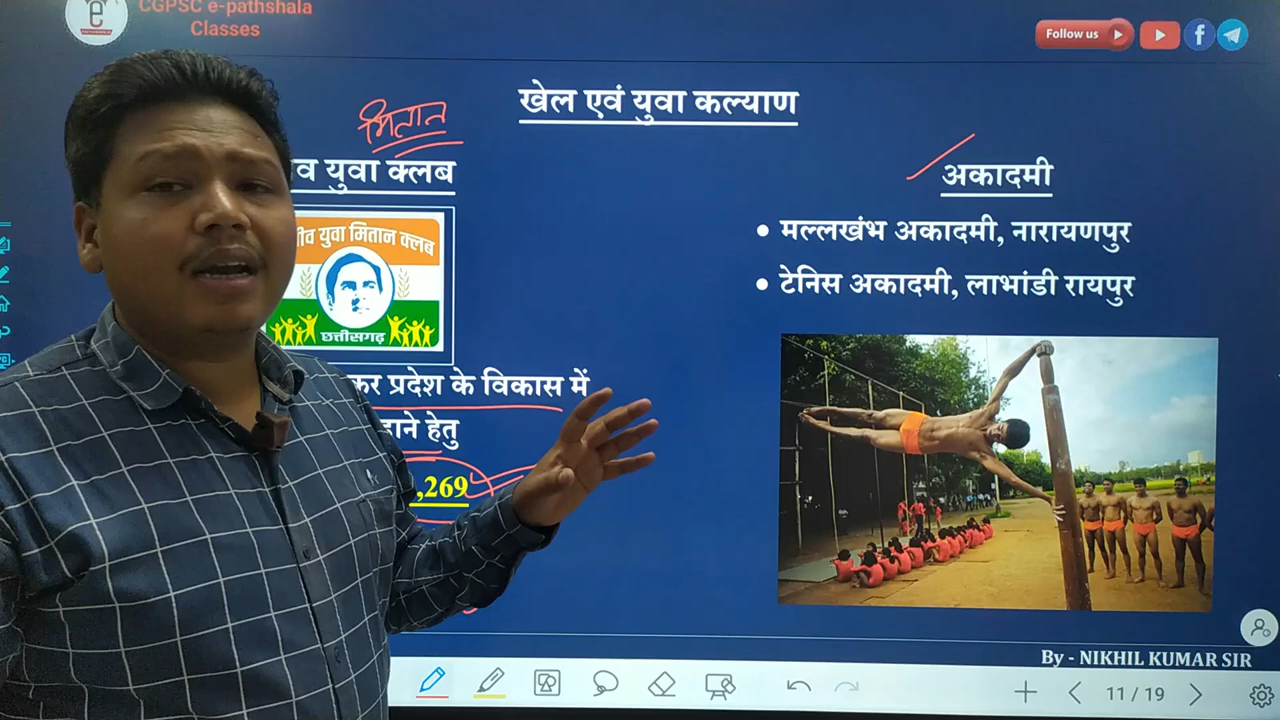 CGPSC e-pathshala
Classes
Follow us
खेल एवं युवा कल्याण
मितान
व युवा क्लब
अकादमी
ीव युवा मितान क्लब
छत्तीसगढ़
• मल्लखंभ अकादमी, नारायणपुर
• टेनिस अकादमी, लाभांडी रायपुर
कर प्रदेश के विकास में
हेतु
,269
By - NIKHIL KUMAR SIR
11 / 19